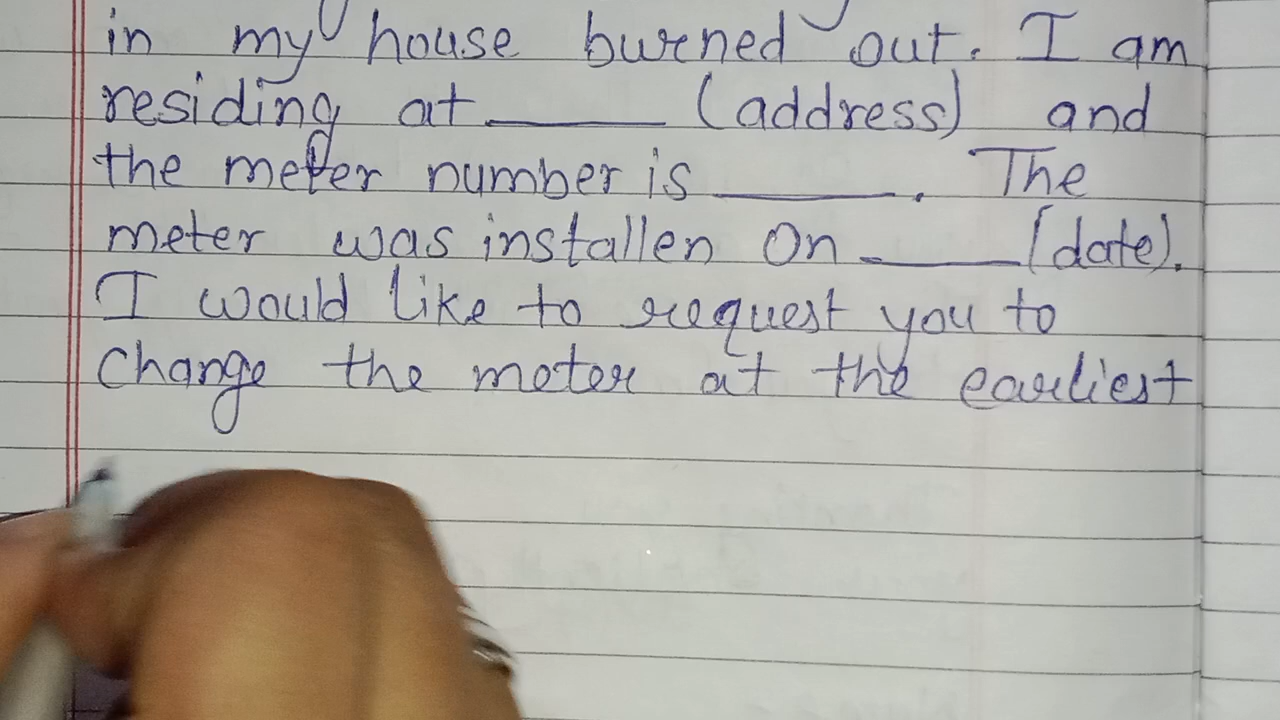 in my house burned out. I am
residing at ______ (address) and
the meter number is ______. The
meter was installen On ______ (date).
I would like to request you to
Change the meter at the earliest